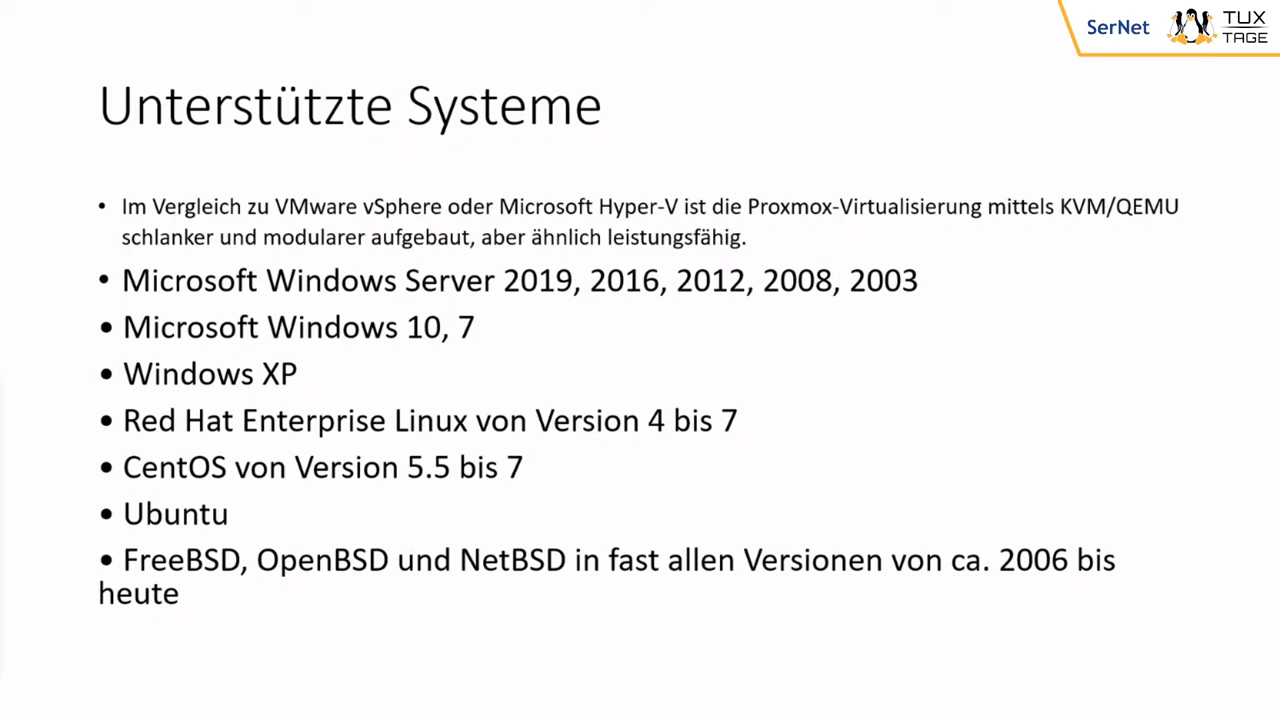 SerNet
TUX
TAGE
Unterstützte Systeme
• Im Vergleich zu VMware vSphere oder Microsoft Hyper-V ist die Proxmox-Virtualisierung mittels KVM/QEMU
schlanker und modularer aufgebaut, aber ähnlich leistungsfähig.
• Microsoft Windows Server 2019, 2016, 2012, 2008, 2003
• Microsoft Windows 10, 7
• Windows XP
• Red Hat Enterprise Linux von Version 4 bis 7
• CentOS von Version 5.5 bis 7
• Ubuntu
• FreeBSD, OpenBSD und NetBSD in fast allen Versionen von ca. 2006 bis
heute